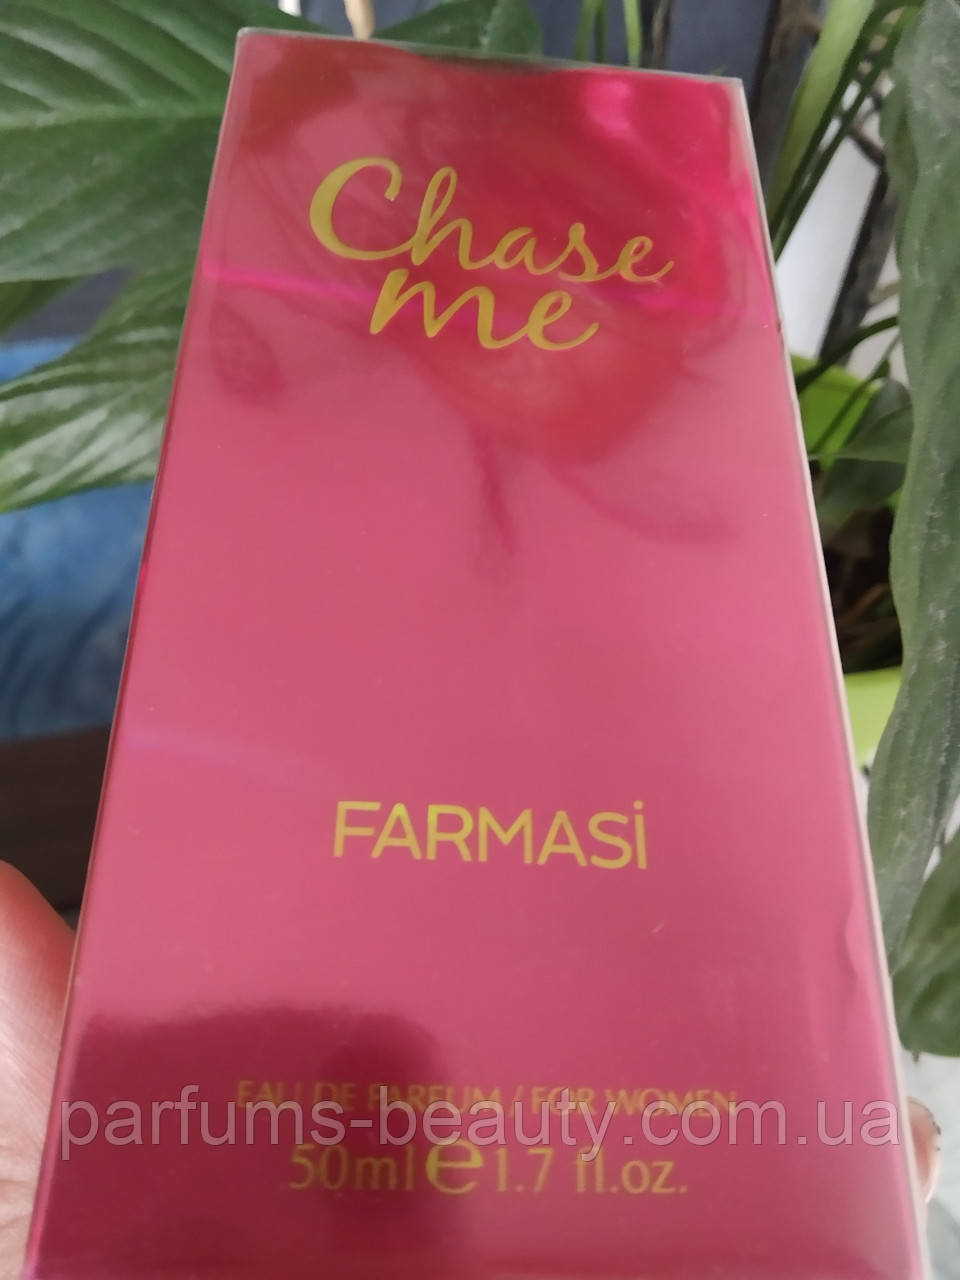 Chase
me
FARMASİ
EAU DE PARFUM / FOR WOMEN
parfums-beauty.com.ua
50ml e 1.7 fl.oz.